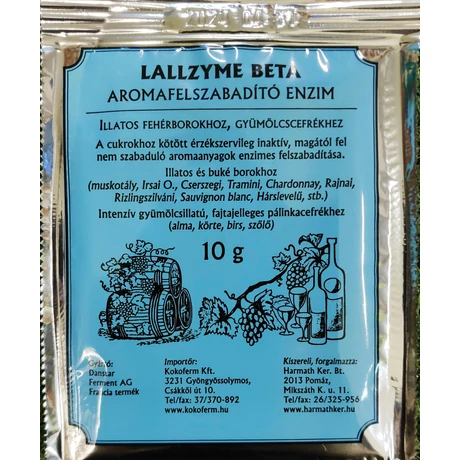 LALLZYME BETA
AROMAFELSZABADÍTÓ ENZIM
ILLATOS FEHÉRBOROKHOZ, GYÜMÖLCSCEFRÉKHEZ
A cukrokhoz kötött érzékszervileg inaktív, magától fel
nem szabaduló aromaanyagok enzimes felszabadítása.
Illatos és buké borokhoz
(muskotály, Irsai O., Cserszegi, Tramini, Chardonnay, Rajnai,
Rizlingszilváni, Sauvignon blanc, Hárslevelű, stb.)
Intenzív gyümölcsillatú, fajtajelleges pálinkacefrékhez
(alma, körte, birs, szőlő)
10 g
Gyártó:
Danstar
Ferment AG
Francia termék
Importőr:
Kokoferm Kft.
3231 Gyöngyössolymos,
Csákkői út 10.
Tel/fax: 37/370-892
www.kokoferm.hu
Kiszereli, forgalmazza:
Harmath Ker. Bt.
2013 Pomáz,
Mikszáth K. u. 11.
Tel/fax: 26/325-956
www.harmathker.hu